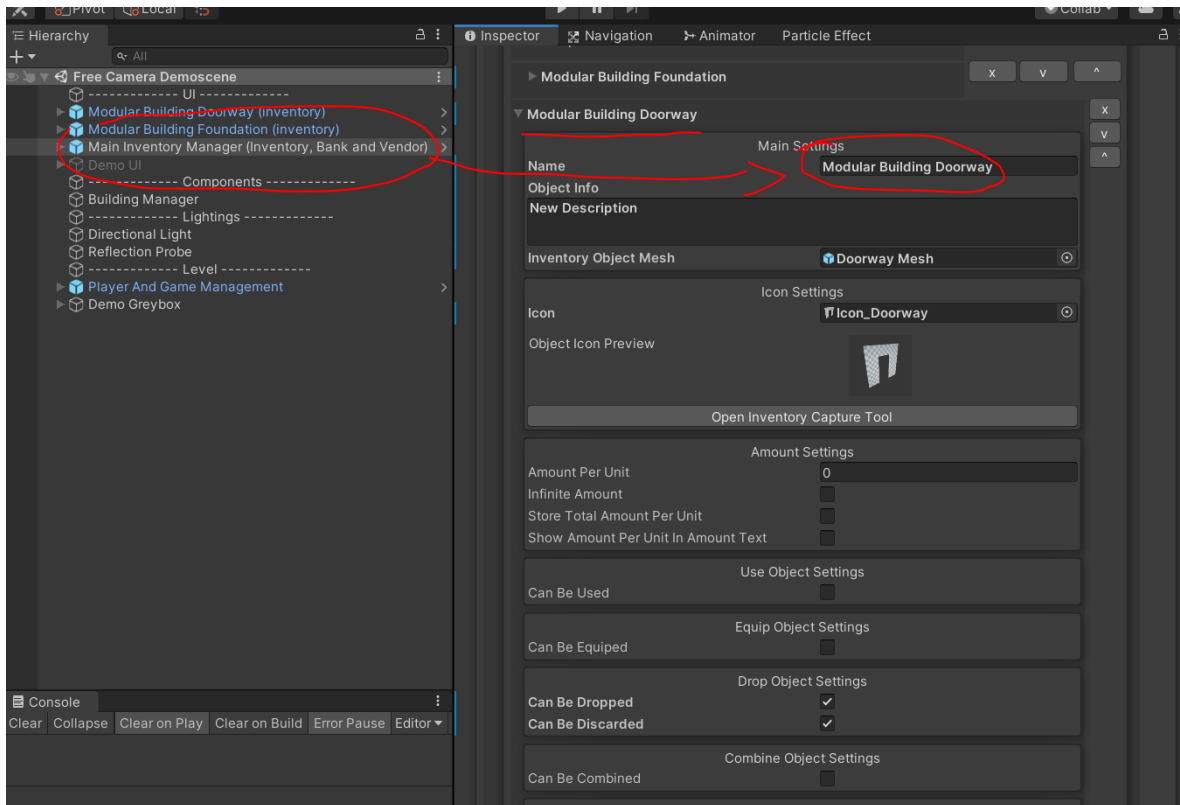 Pivot Local
Collab
Hierarchy
All
Free Camera Demoscene
------------- UI -------------
Modular Building Doorway (inventory)
Modular Building Foundation (inventory)
Main Inventory Manager (Inventory, Bank and Vendor)
Demo UI
------------- Components -------------
Building Manager
------------- Lightings -------------
Directional Light
Reflection Probe
------------- Level -------------
Player And Game Management
Demo Greybox
Console
Clear Collapse Clear on Play Clear on Build Error Pause Editor
Inspector Navigation Animator Particle Effect
Modular Building Foundation x v ^
Modular Building Doorway x
v
^
Main Settings
Name Modular Building Doorway
Object Info
New Description
Inventory Object Mesh Doorway Mesh
Icon Settings
Icon Icon_Doorway
Object Icon Preview
Open Inventory Capture Tool
Amount Settings
Amount Per Unit 0
Infinite Amount
Store Total Amount Per Unit
Show Amount Per Unit In Amount Text
Use Object Settings
Can Be Used
Equip Object Settings
Can Be Equiped
Drop Object Settings
Can Be Dropped
Can Be Discarded
Combine Object Settings
Can Be Combined